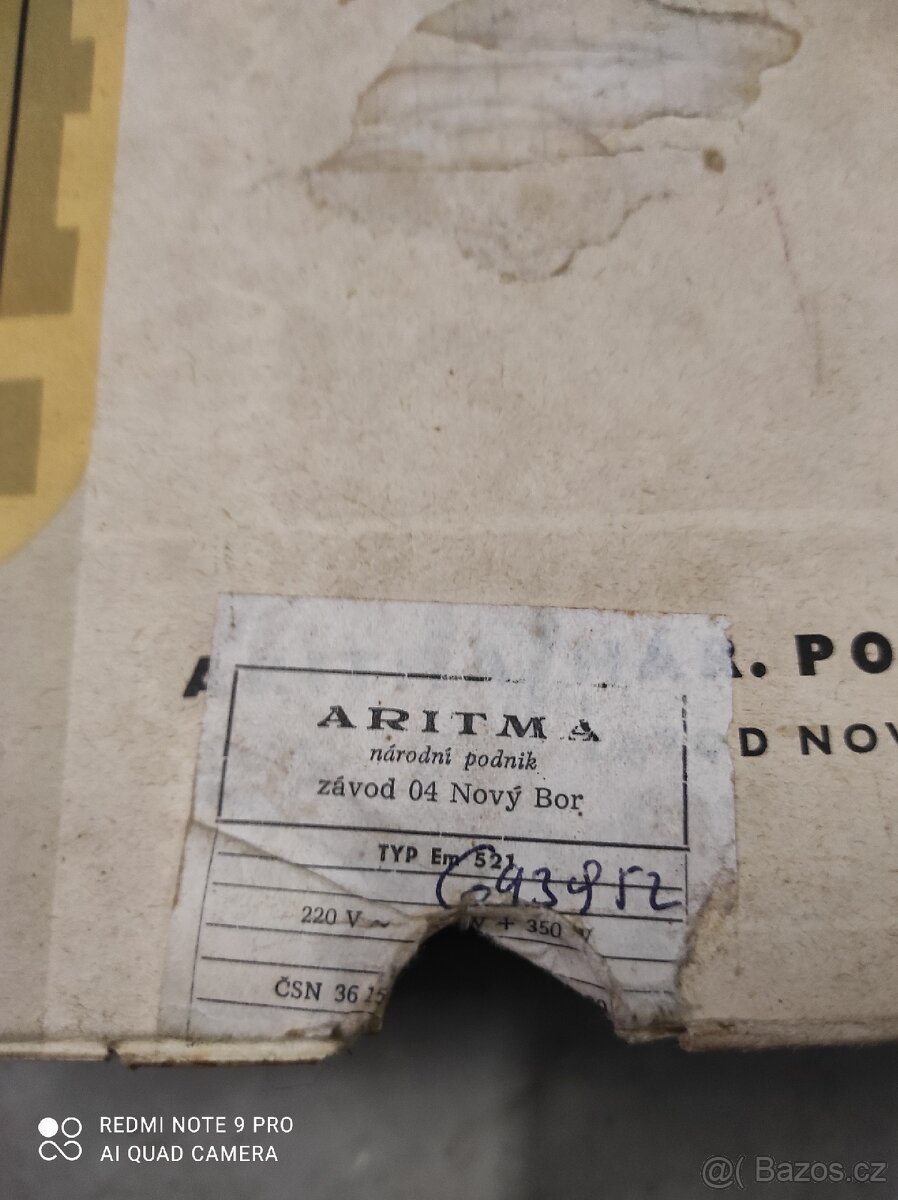 R. PO
D NOV
ARITMA
národní podnik
závod 04 Nový Bor
TYP Em 521
220 V ~ W + 350
ČSN 36 15
REDMI NOTE 9 PRO
AI QUAD CAMERA
@( Bazos.cz